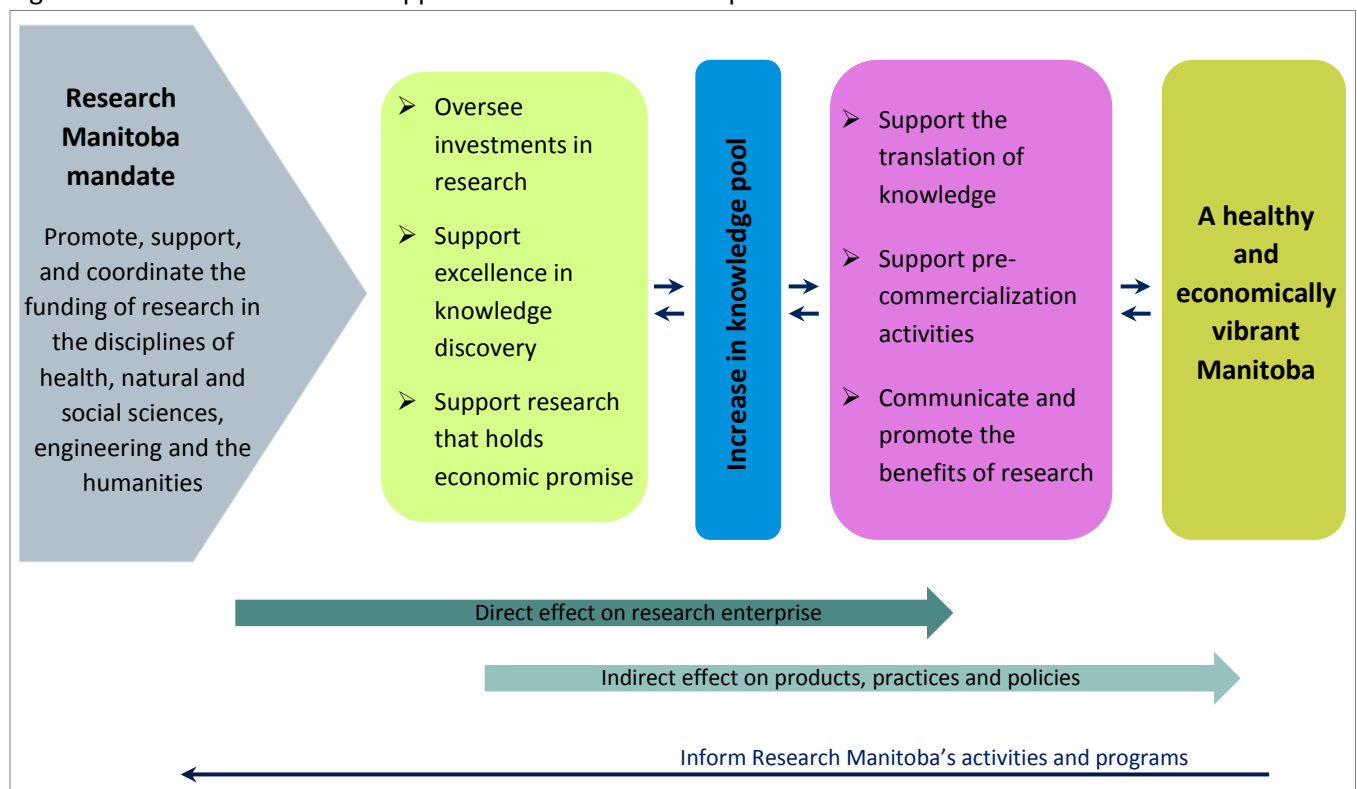 Research
Manitoba
mandate
Promote, support,
and coordinate the
funding of research in
the disciplines of
health, natural and
social sciences,
engineering and the
humanities
➢ Oversee
investments in
research
➢ Support
excellence in
knowledge
discovery
➢ Support research
that holds
economic promise
Increase in knowledge pool
➢ Support the
translation of
knowledge
➢ Support pre-
commercialization
activities
➢ Communicate and
promote the
benefits of research
A healthy
and
economically
vibrant
Manitoba
Direct effect on research enterprise
Indirect effect on products, practices and policies
Inform Research Manitoba’s activities and programs